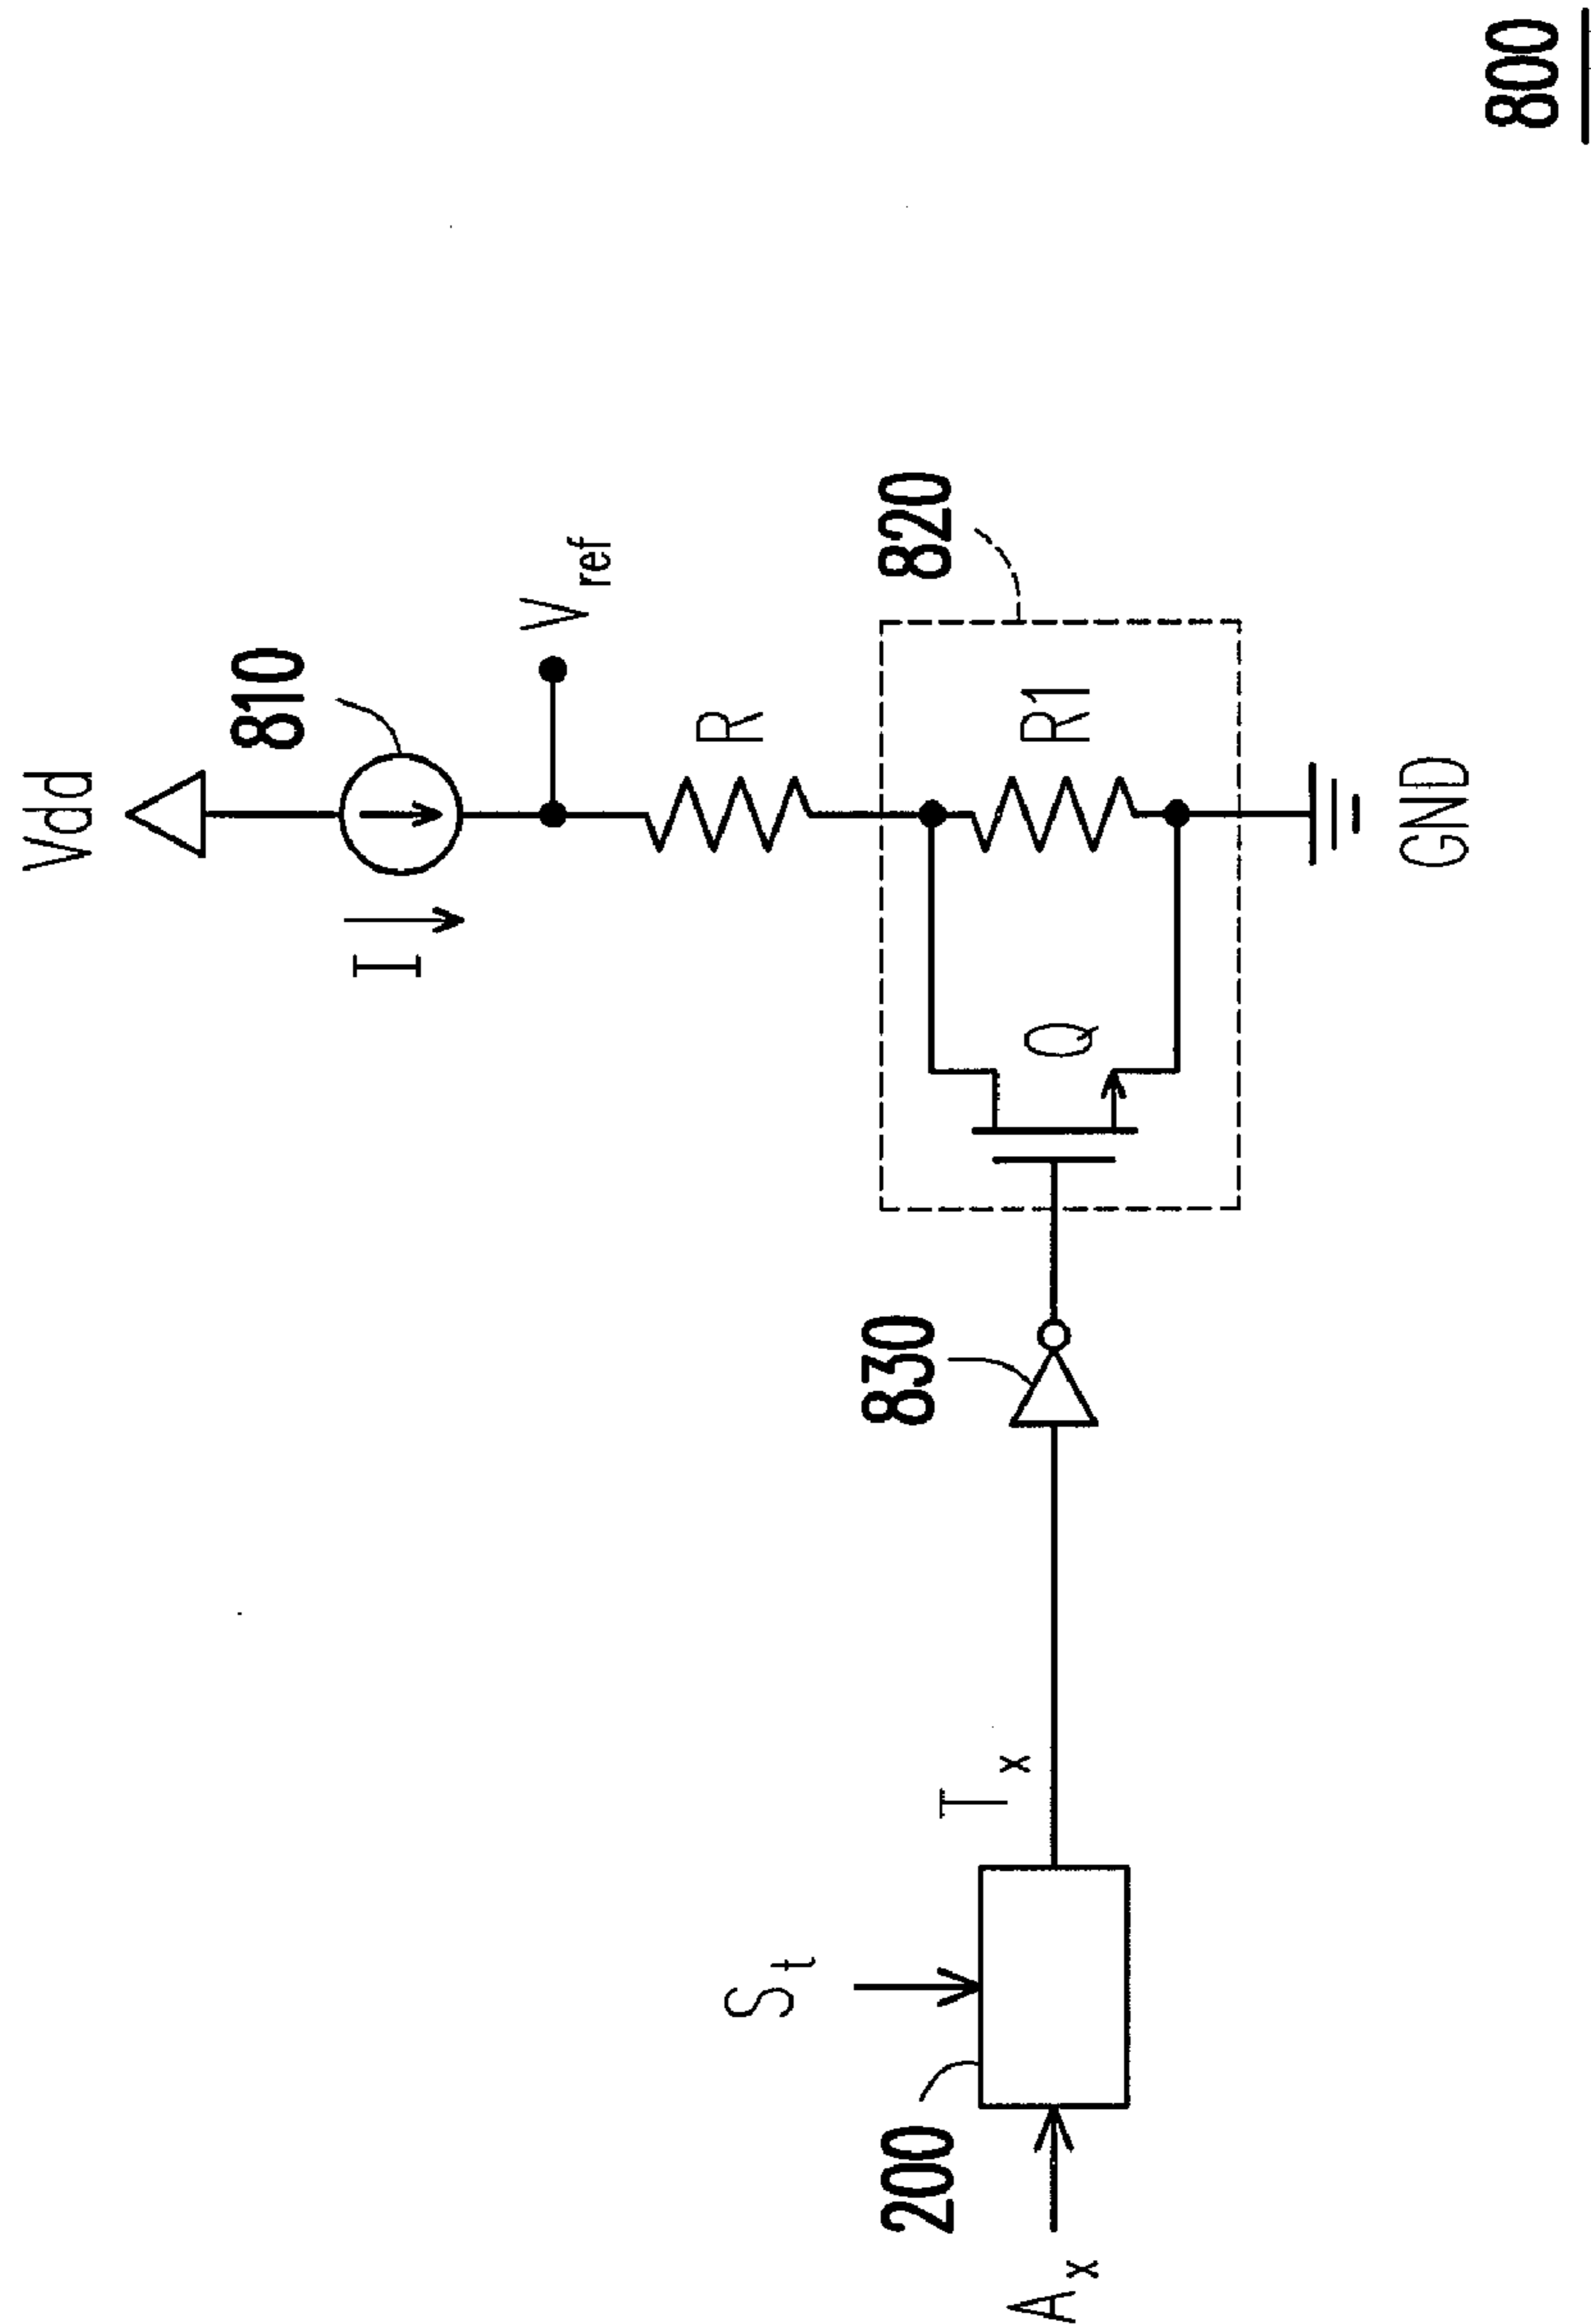 Vdd
810
I
V_ref
R
820
R1
Q
830
GND
T_x
S_t
200
A_x
800